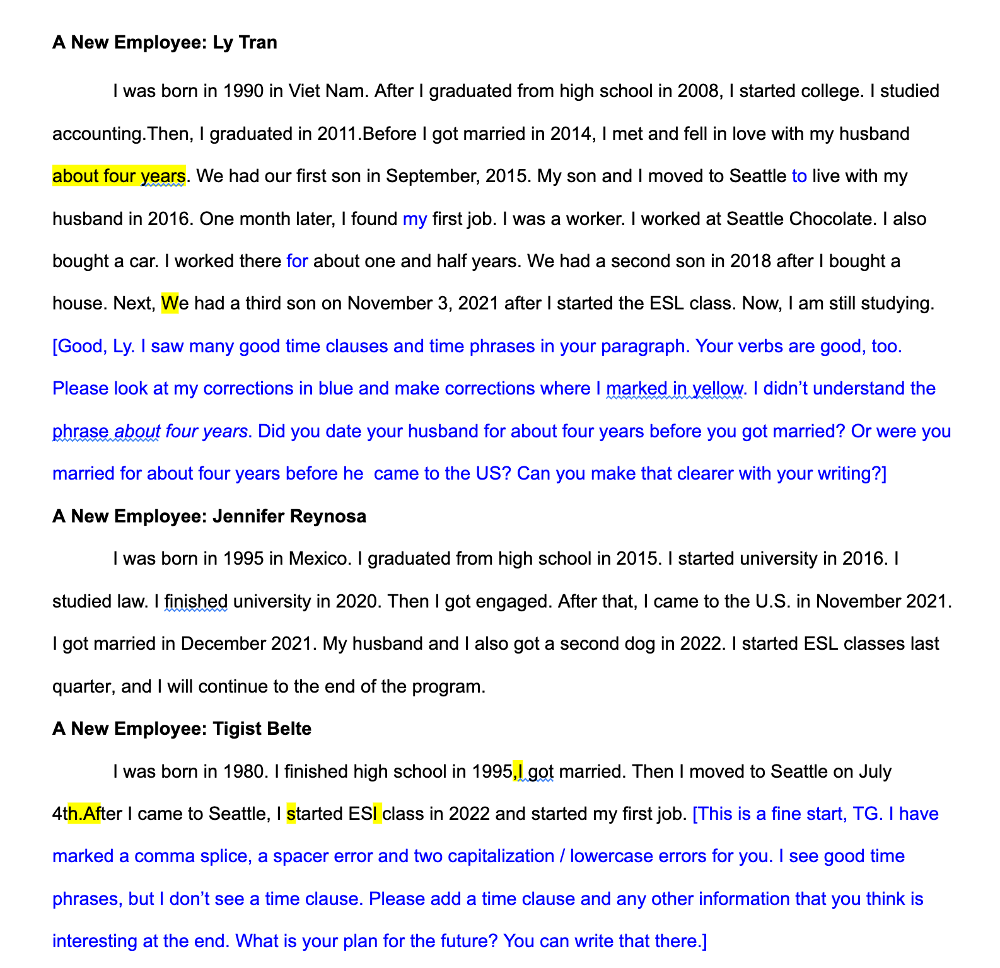 A New Employee: Ly Tran
I was born in 1990 in Viet Nam. After I graduated from high school in 2008, I started college. I studied
accounting.Then, I graduated in 2011.Before I got married in 2014, I met and fell in love with my husband
about four years. We had our first son in September, 2015. My son and I moved to Seattle to live with my
husband in 2016. One month later, I found my first job. I was a worker. I worked at Seattle Chocolate. I also
bought a car. I worked there for about one and half years. We had a second son in 2018 after I bought a
house. Next, We had a third son on November 3, 2021 after I started the ESL class. Now, I am still studying.
[Good, Ly. I saw many good time clauses and time phrases in your paragraph. Your verbs are good, too.
Please look at my corrections in blue and make corrections where I marked in yellow. I didn’t understand the
phrase about four years. Did you date your husband for about four years before you got married? Or were you
married for about four years before he  came to the US? Can you make that clearer with your writing?]
A New Employee: Jennifer Reynosa
I was born in 1995 in Mexico. I graduated from high school in 2015. I started university in 2016. I
studied law. I finished university in 2020. Then I got engaged. After that, I came to the U.S. in November 2021.
I got married in December 2021. My husband and I also got a second dog in 2022. I started ESL classes last
quarter, and I will continue to the end of the program.
A New Employee: Tigist Belte
I was born in 1980. I finished high school in 1995,I got married. Then I moved to Seattle on July
4th.After I came to Seattle, I started ESl class in 2022 and started my first job. [This is a fine start, TG. I have
marked a comma splice, a spacer error and two capitalization / lowercase errors for you. I see good time
phrases, but I don’t see a time clause. Please add a time clause and any other information that you think is
interesting at the end. What is your plan for the future? You can write that there.]